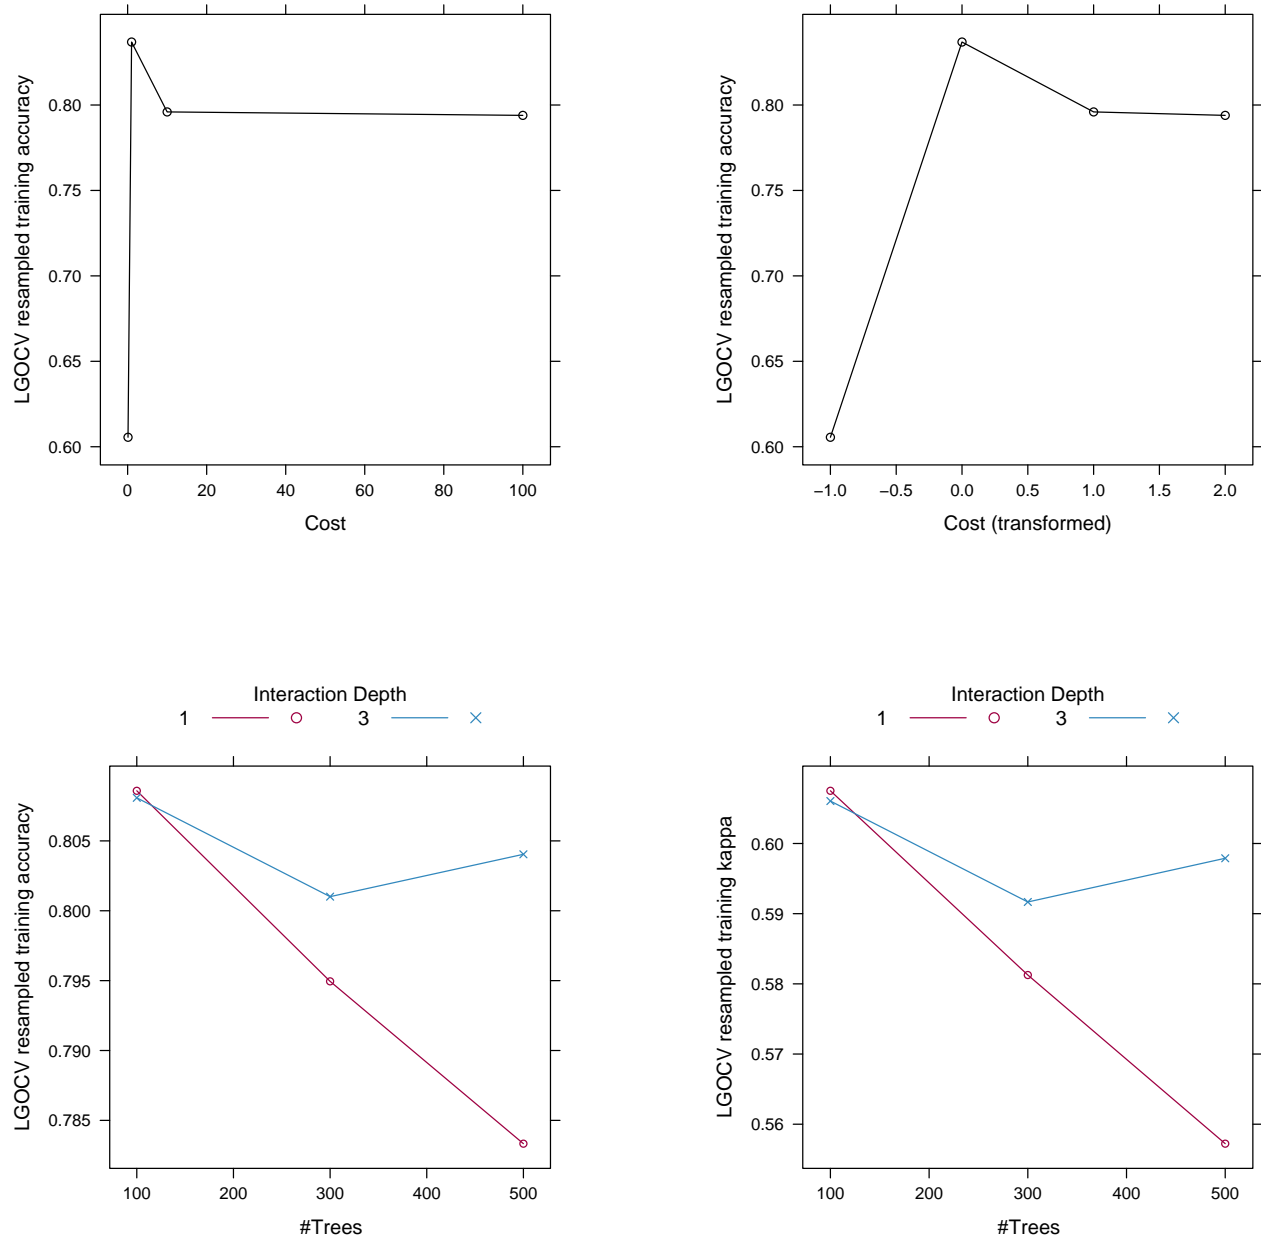 LGOCV resampled training accuracy
0.80
0.75
0.70
0.65
0.60
0 20 40 60 80 100
Cost
LGOCV resampled training accuracy
0.80
0.75
0.70
0.65
0.60
−1.0 −0.5 0.0 0.5 1.0 1.5 2.0
Cost (transformed)
Interaction Depth
1 3
LGOCV resampled training accuracy
0.805
0.800
0.795
0.790
0.785
100 200 300 400 500
#Trees
Interaction Depth
1 3
LGOCV resampled training kappa
0.60
0.59
0.58
0.57
0.56
100 200 300 400 500
#Trees